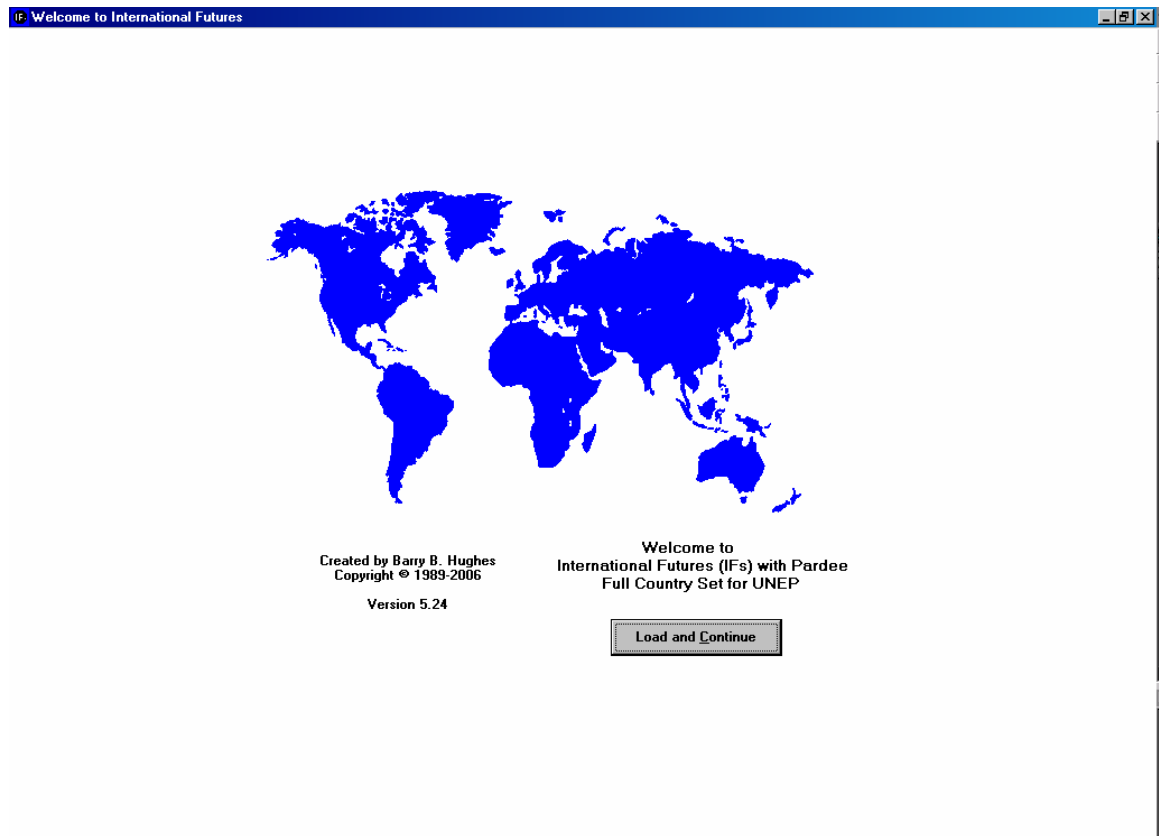 IFs Welcome to International Futures
Created by Barry B. Hughes
Copyright © 1989-2006
Version 5.24
Welcome to
International Futures (IFs) with Pardee
Full Country Set for UNEP
Load and Continue